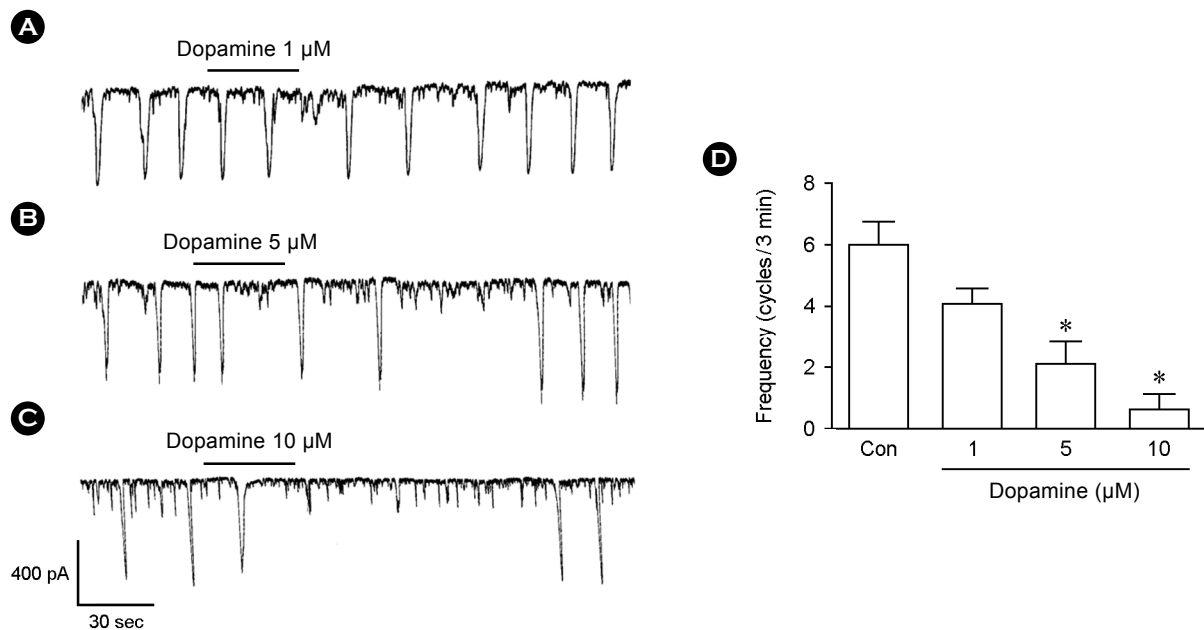 A
Dopamine 1 µM
B
Dopamine 5 µM
C
Dopamine 10 µM
400 pA
30 sec
D
Frequency (cycles/3 min)
8
6
4
2
0
*
*
Con 1 5 10
Dopamine (µM)